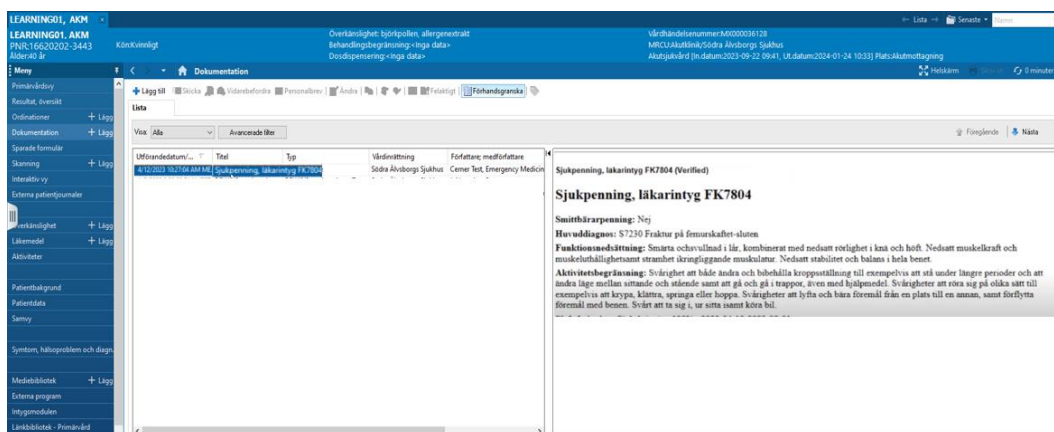 LEARNING01, AKM
← Lista → Senaste Namn
LEARNING01, AKM
PNR:16620202-3443
Ålder:40 år
Kön:Kvinnligt
Överkänslighet: björkpollen, allergenextrakt
Behandlingsbegränsning:<Inga data>
Dosdispensering:<Inga data>
Vårdhändelsenummer:MX000036128
MRCU:Akutklinik/Södra Älvsborgs Sjukhus
Akutsjukvård [In.datum:2023-09-22 09:41, Ut.datum:2024-01-24 10:33] Plats:Akutmottagning
Meny
Dokumentation
Helskärm 0 minuter
Primärvårdsvy
Resultat, översikt
Ordinationer + Lägg
Dokumentation + Lägg
Sparade formulär
Skanning + Lägg
Interaktiv vy
Externa patientjournaler
verkänslighet + Lägg
Läkemedel + Lägg
Aktiviteter
Patientbakgrund
Patientdata
Samvy
Symtom, hälsoproblem och diagn.
Mediebibliotek + Lägg
Externa program
Intygsmodulen
Länkbibliotek - Primärvård
+ Lägg till Skicka Vidarebefordra Personalbrev Ändra Felaktigt Förhandsgranska
Lista
Visa: Alla Avancerade filter
Föregående Nästa
Utförandedatum/... Titel Typ Vårdinrättning Författare; medförfattare
4/12/2023 10:27:04 AM ME Sjukpenning, läkarintyg FK7804 Södra Älvsborgs Sjukhus Cerner Test, Emergency Medicin
Sjukpenning, läkarintyg FK7804 (Verified)
Sjukpenning, läkarintyg FK7804
Smittbärarpenning: Nej
Huvuddiagnos: S7230 Fraktur på femurskaftet-sluten
Funktionsnedsättning: Smärta ochsvullnad i lår, kombinerat med nedsatt rörlighet i knä och höft. Nedsatt muskelkraft och
muskeluthållighetsamt stramhet ikringliggande muskulatur. Nedsatt stabilitet och balans i hela benet.
Aktivitetsbegränsning: Svårighet att både ändra och bibehålla kroppsställning till exempelvis att stå under längre perioder och att
ändra läge mellan sittande och stående samt att gå och gå i trappor, även med hjälpmedel. Svårigheter att röra sig på olika sätt till
exempelvis att krypa, klättra, springa eller hoppa. Svårigheter att lyfta och bära föremål från en plats till en annan, samt förflytta
föremål med benen. Svårt att ta sig i, ur sitta isamt köra bil.